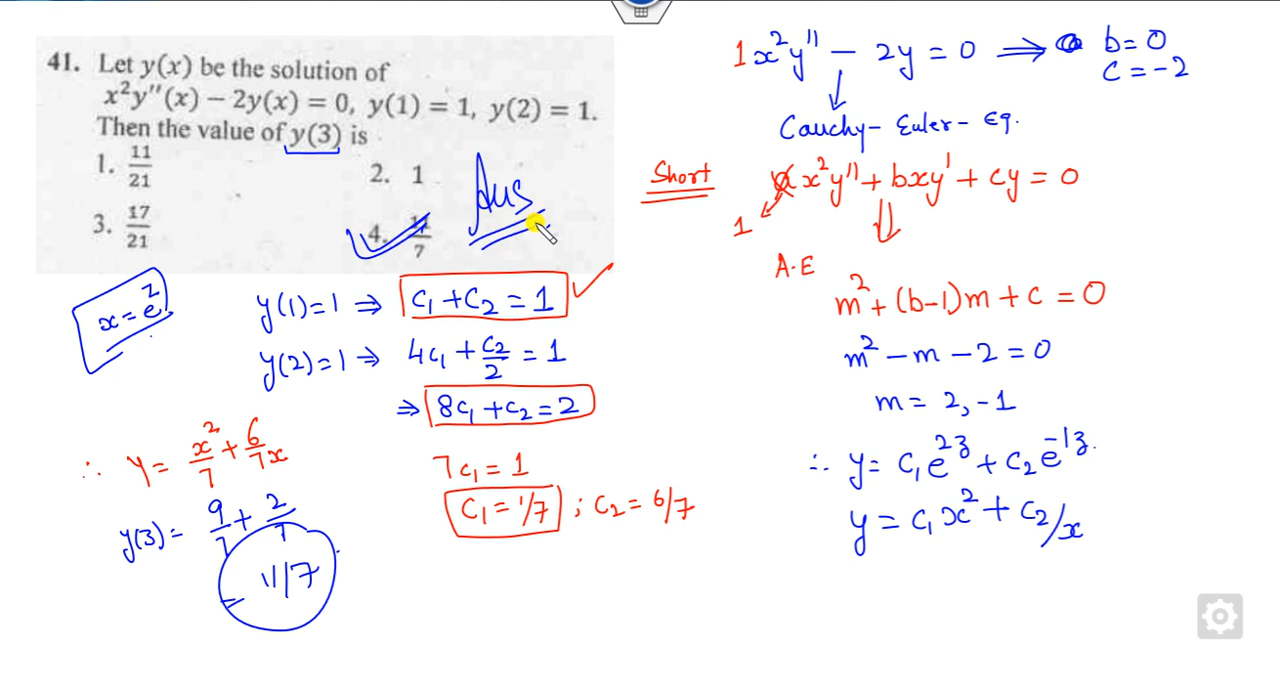 41. Let y(x) be the solution of
x²y″(x) − 2y(x) = 0, y(1) = 1, y(2) = 1.
Then the value of y(3) is
1. 11/21
2. 1
3. 17/21
4. 11/7
Ans
x = e^z
y(1)=1 ⇒ c₁ + c₂ = 1 ✓
y(2)=1 ⇒ 4c₁ + c₂/2 = 1
⇒ 8c₁ + c₂ = 2
7c₁ = 1
c₁ = 1/7 ; c₂ = 6/7
∴ y = x²/7 + 6/7x
y(3) = 9/7 + 2/7
= 11/7
1x²y″ − 2y = 0 ⇒ b = 0
c = −2
Cauchy-Euler-Eq.
Short
ax²y″ + bxy′ + cy = 0
1
A.E
m² + (b−1)m + c = 0
m² − m − 2 = 0
m = 2, −1
∴ y = c₁e^2z + c₂e^−1z.
y = c₁x² + c₂/x